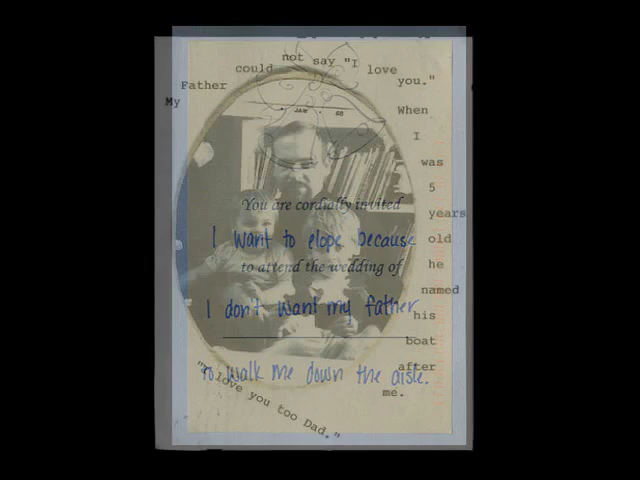 My Father could not say "I love you."
When
I
was
5
years
old
he
named
his
boat
after
me.
"I love you too Dad."
JAN • 68
You are cordially invited
I want to elope because
to attend the wedding of
I don't want my father
to walk me down the aisle.